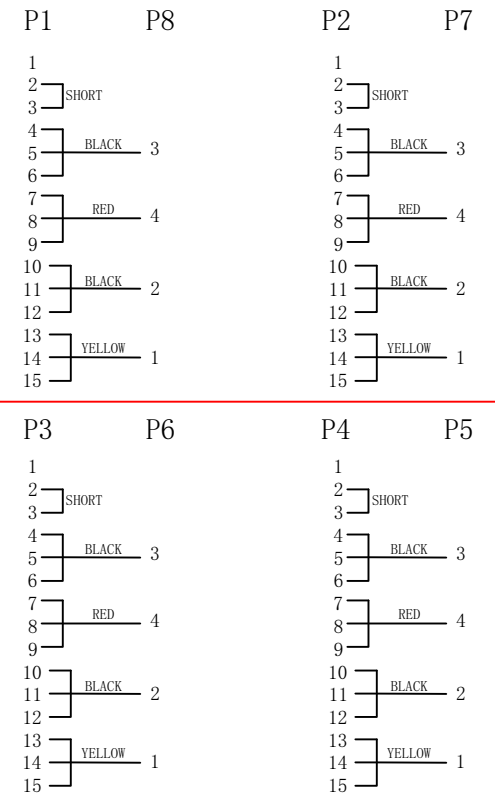 P1 P8 P2 P7
1 1
2 2
SHORT SHORT
3 3
4 4
BLACK BLACK
5 3 5 3
6 6
7 7
RED RED
8 4 8 4
9 9
10 10
BLACK BLACK
11 2 11 2
12 12
13 13
YELLOW YELLOW
14 1 14 1
15 15
P3 P6 P4 P5
1 1
2 2
SHORT SHORT
3 3
4 4
BLACK BLACK
5 3 5 3
6 6
7 7
RED RED
8 4 8 4
9 9
10 10
BLACK BLACK
11 2 11 2
12 12
13 13
YELLOW YELLOW
14 1 14 1
15 15